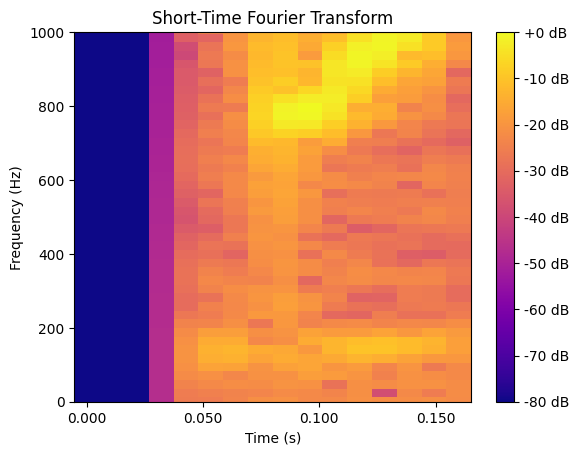 Short-Time Fourier Transform
1000
800
600
400
200
0
Frequency (Hz)
0.000
0.050
0.100
0.150
Time (s)
+0 dB
-10 dB
-20 dB
-30 dB
-40 dB
-50 dB
-60 dB
-70 dB
-80 dB